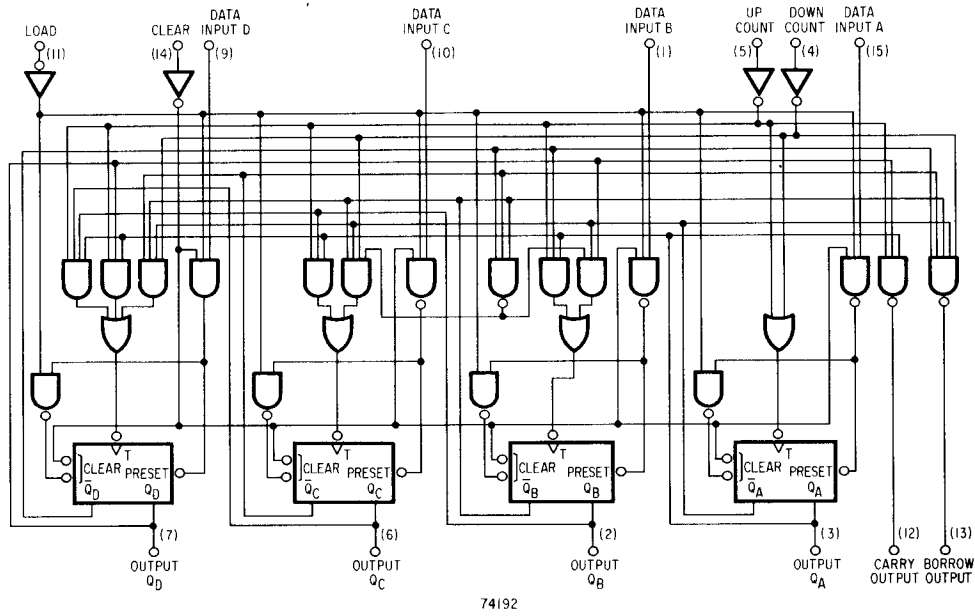 LOAD
(11)
CLEAR
(14)
DATA
INPUT D
(9)
DATA
INPUT C
(10)
DATA
INPUT B
(1)
UP
COUNT
(5)
DOWN
COUNT
(4)
DATA
INPUT A
(15)
T
CLEAR PRESET
Q̅D QD
T
CLEAR PRESET
Q̅C QC
T
CLEAR PRESET
Q̅B QB
T
CLEAR PRESET
Q̅A QA
(7)
(6)
(2)
(3)
(12)
(13)
OUTPUT
QD
OUTPUT
QC
OUTPUT
QB
OUTPUT
QA
CARRY
OUTPUT
BORROW
OUTPUT
74192